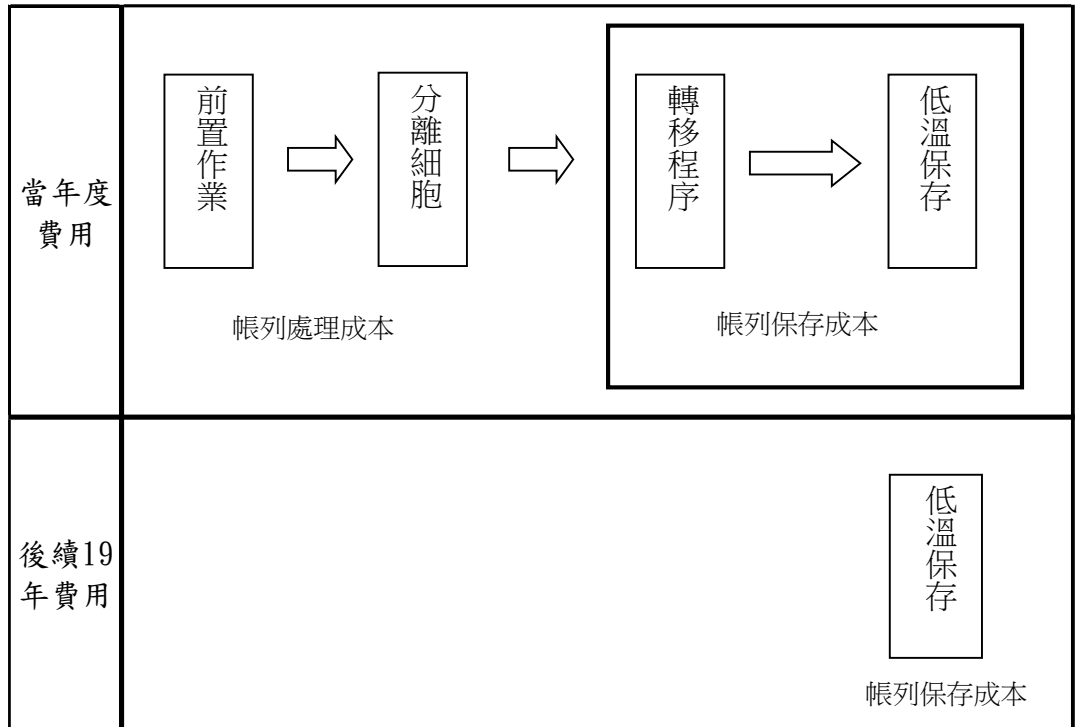 當年度
費用
前置作業
分離細胞
轉移程序
低溫保存
帳列處理成本
帳列保存成本
後續19
年費用
低溫保存
帳列保存成本